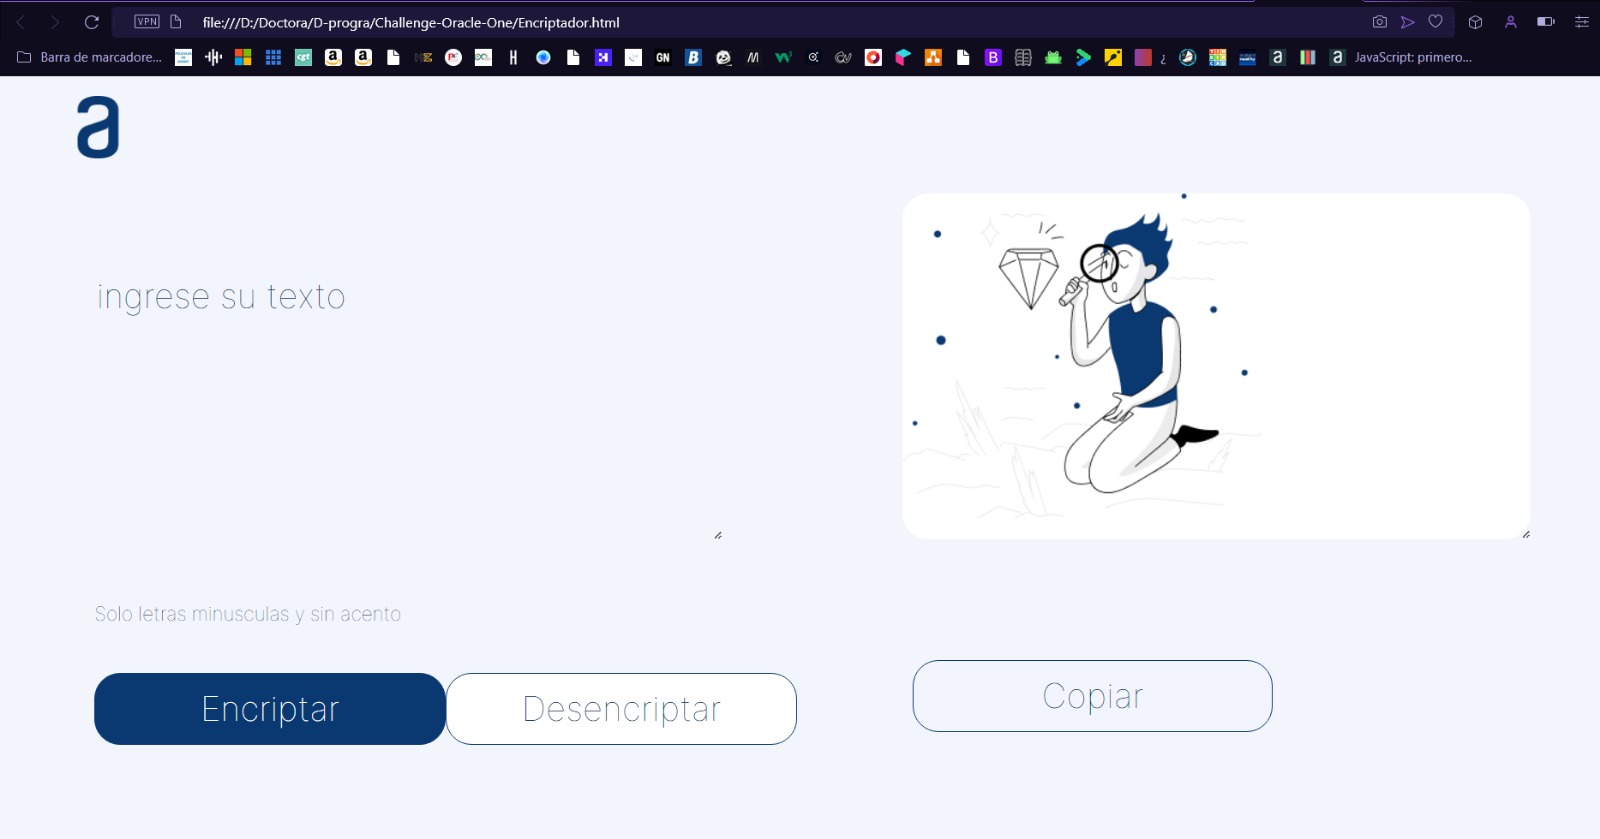 VPN
file:///D:/Doctora/D-progra/Challenge-Oracle-One/Encriptador.html
Barra de marcadore...
cgt
a
a
H
GN
B
M
B
¿
a
a
JavaScript: primero...
a
ingrese su texto
Solo letras minusculas y sin acento
Encriptar
Desencriptar
Copiar